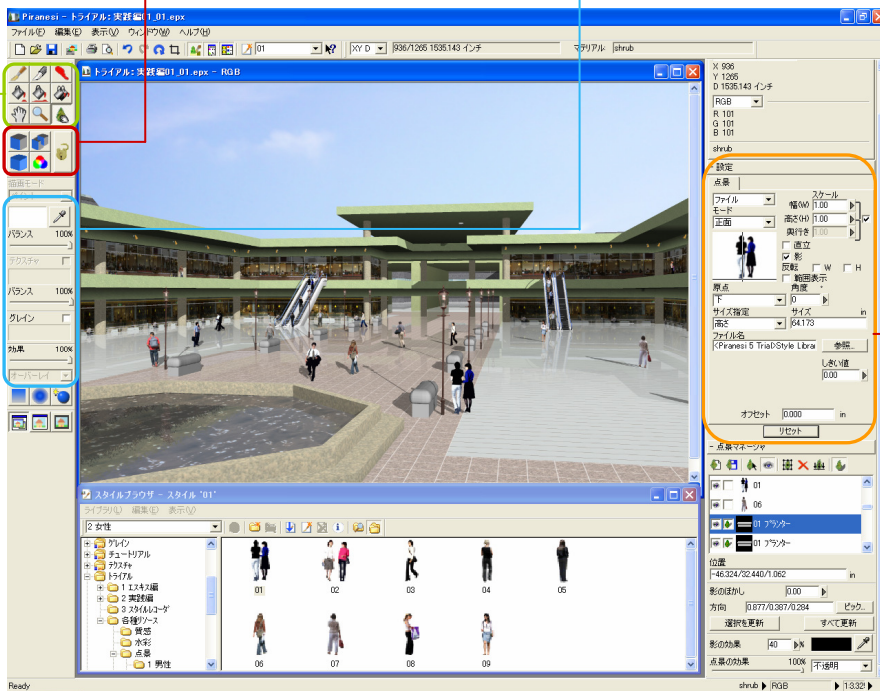 Piranesi - トライアル: 実践編01_01.epx
ファイル(F) 編集(E) 表示(V) ウィンドウ(W) ヘルプ(H)
01 XY D 936/1265 1535.143 インチ マテリアル shrub
トライアル: 実践編01_01.epx - RGB
描画モード
バランス 100%
テクスチャ
バランス 100%
グレイン
効果 100%
オーバーレイ
X 936
Y 1265
D 1535.143 インチ
RGB
R 101
G 101
B 101
shrub
- 設定
点景
ファイル
スケール
幅(W) 1.00
モード
高さ(H) 1.00
正面
奥行き 1.00
直立
影
反転 W H
範囲表示
原点 角度 °
下 0
サイズ指定 サイズ in
高さ 64.173
ファイル名
<Piranesi 5 Trial>Style Librar 参照...
しきい値
0.00
オフセット 0.000 in
リセット
- 点景マネージャ
01
06
01 プランター
01 プランター
位置
-46.324/32.440/1.062 in
影のぼかし 0.00
方向 0.877/0.387/0.284 ピック...
選択を更新 すべて更新
影の効果 40 %
点景の効果 100% 不透明
スタイルブラウザ - スタイル '01'
ライブラリ(L) 編集(E) 表示(V)
2 女性
グレイン
チュートリアル
テクスチャ
トライアル
1 エスキス編
2 実践編
3 スタイルレコーダ
各種リソース
質感
水彩
点景
1 男性
01 02 03 04 05
06 07 08 09
Ready
shrub RGB 1:3.32!